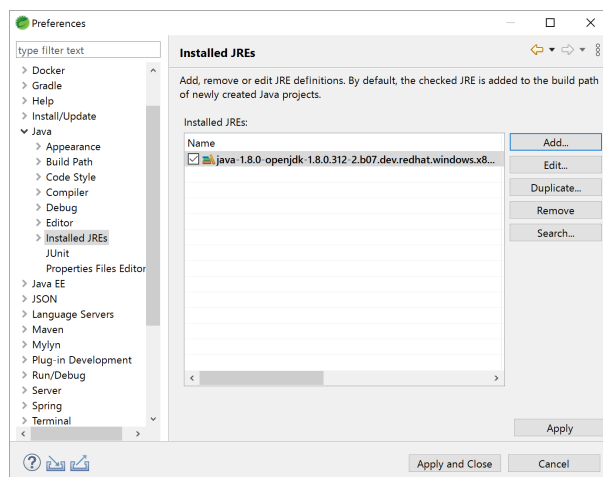 Preferences
type filter text
Docker
Gradle
Help
Install/Update
Java
Appearance
Build Path
Code Style
Compiler
Debug
Editor
Installed JREs
JUnit
Properties Files Editor
Java EE
JSON
Language Servers
Maven
Mylyn
Plug-in Development
Run/Debug
Server
Spring
Terminal
Installed JREs
Add, remove or edit JRE definitions. By default, the checked JRE is added to the build path
of newly created Java projects.
Installed JREs:
Name
java-1.8.0-openjdk-1.8.0.312-2.b07.dev.redhat.windows.x8...
Add...
Edit...
Duplicate...
Remove
Search...
Apply
?
Apply and Close
Cancel